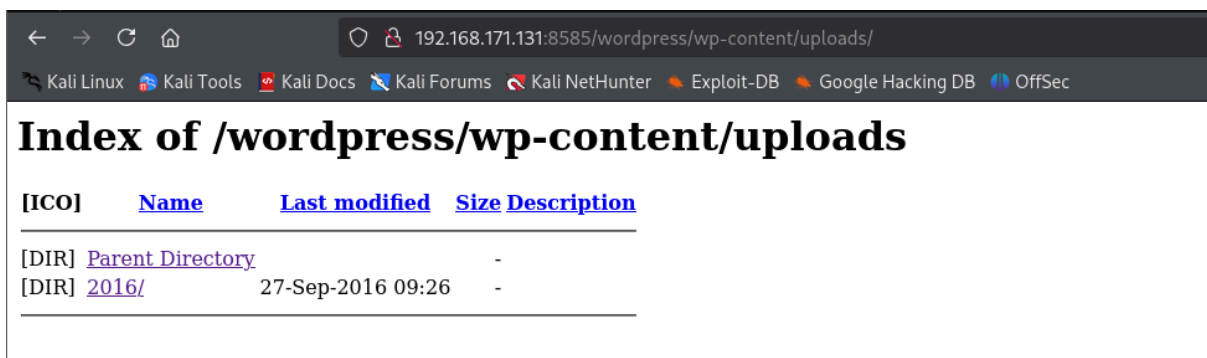 192.168.171.131:8585/wordpress/wp-content/uploads/
Kali Linux Kali Tools Kali Docs Kali Forums Kali NetHunter Exploit-DB Google Hacking DB OffSec
Index of /wordpress/wp-content/uploads
[ICO] Name Last modified Size Description
[DIR] Parent Directory -
[DIR] 2016/ 27-Sep-2016 09:26 -